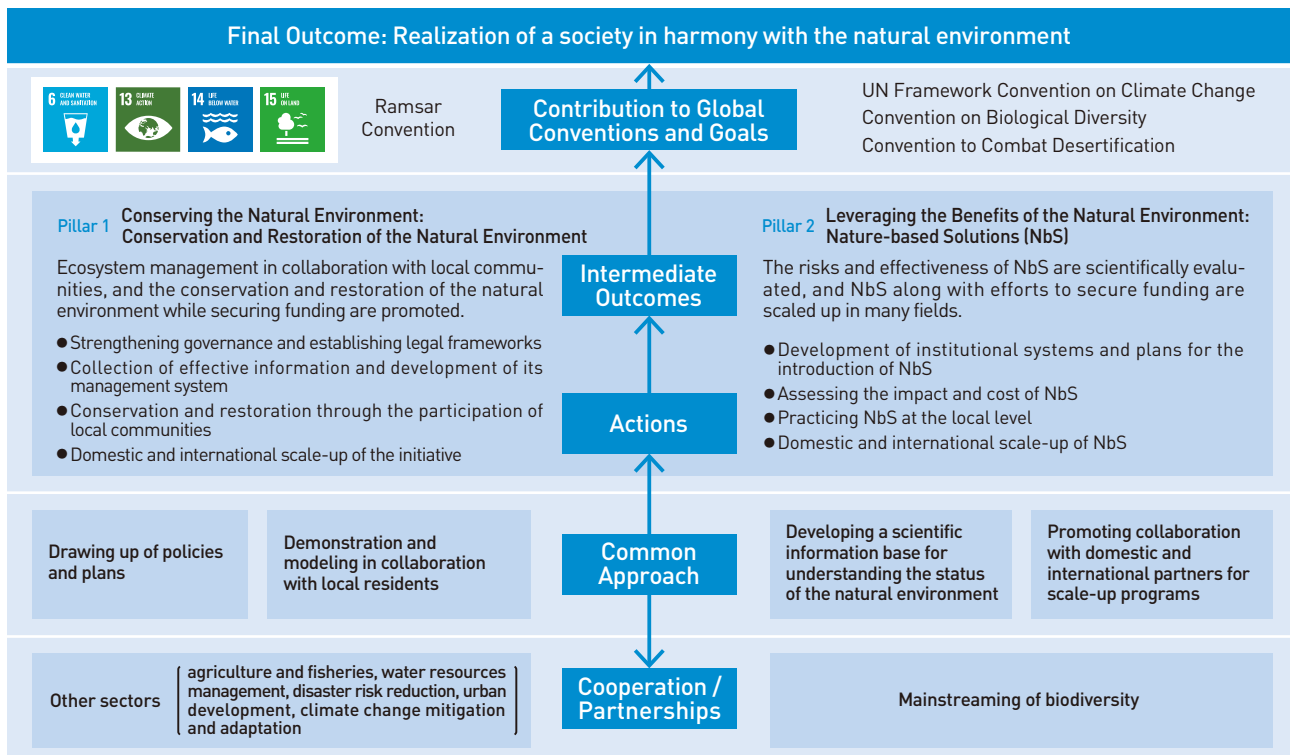 Final Outcome: Realization of a society in harmony with the natural environment
6 CLEAN WATER
AND SANITATION
13 CLIMATE
ACTION
14 LIFE
BELOW WATER
15 LIFE
ON LAND
Ramsar
Convention
Contribution to Global
Conventions and Goals
UN Framework Convention on Climate Change
Convention on Biological Diversity
Convention to Combat Desertification
Pillar 1 Conserving the Natural Environment:
Conservation and Restoration of the Natural Environment
Ecosystem management in collaboration with local commu-
nities, and the conservation and restoration of the natural
environment while securing funding are promoted.
●Strengthening governance and establishing legal frameworks
●Collection of effective information and development of its
management system
●Conservation and restoration through the participation of
local communities
●Domestic and international scale-up of the initiative
Intermediate
Outcomes
Actions
Pillar 2 Leveraging the Benefits of the Natural Environment:
Nature-based Solutions (NbS)
The risks and effectiveness of NbS are scientifically evalu-
ated, and NbS along with efforts to secure funding are
scaled up in many fields.
●Development of institutional systems and plans for the
introduction of NbS
●Assessing the impact and cost of NbS
●Practicing NbS at the local level
●Domestic and international scale-up of NbS
Drawing up of policies
and plans
Demonstration and
modeling in collaboration
with local residents
Common
Approach
Developing a scientific
information base for
understanding the status
of the natural environment
Promoting collaboration
with domestic and
international partners for
scale-up programs
Other sectors
agriculture and fisheries, water resources
management, disaster risk reduction, urban
development, climate change mitigation
and adaptation
Cooperation /
Partnerships
Mainstreaming of biodiversity